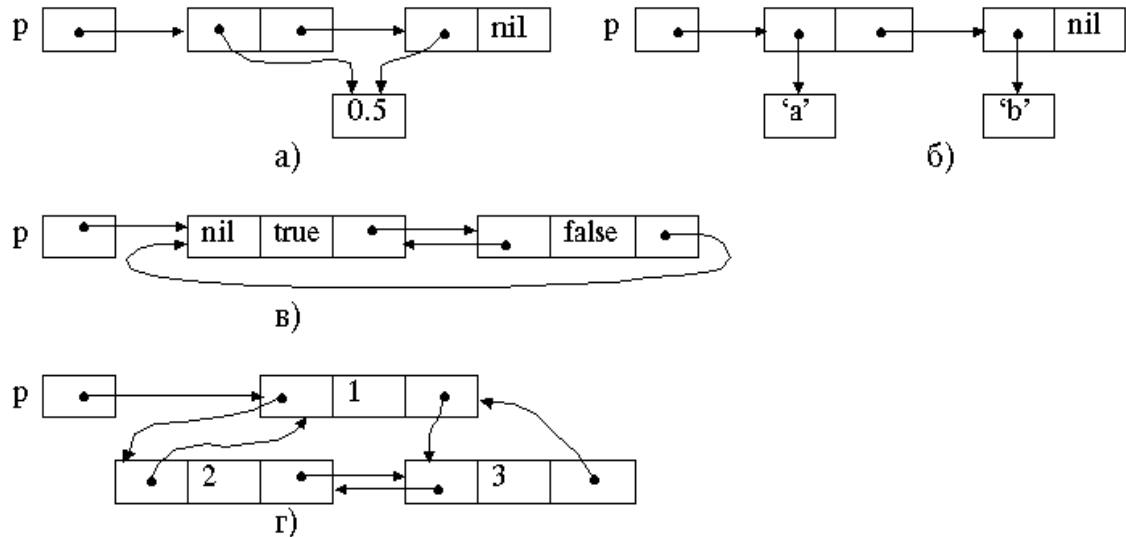 p nil p nil
0.5 ‘a’ ‘b’
а) б)
p nil true false
в)
p 1
2 3
г)